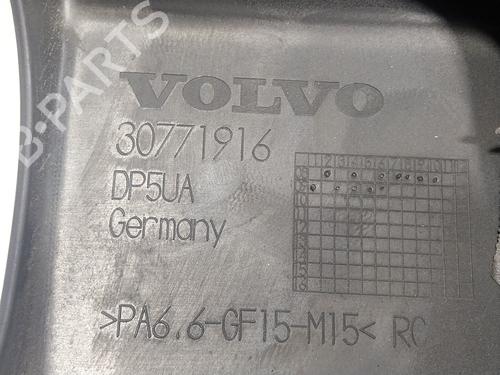 B-PARTS
VOLVO
30771916
DP5UA
Germany
>PA6.6-GF15-M15< RC